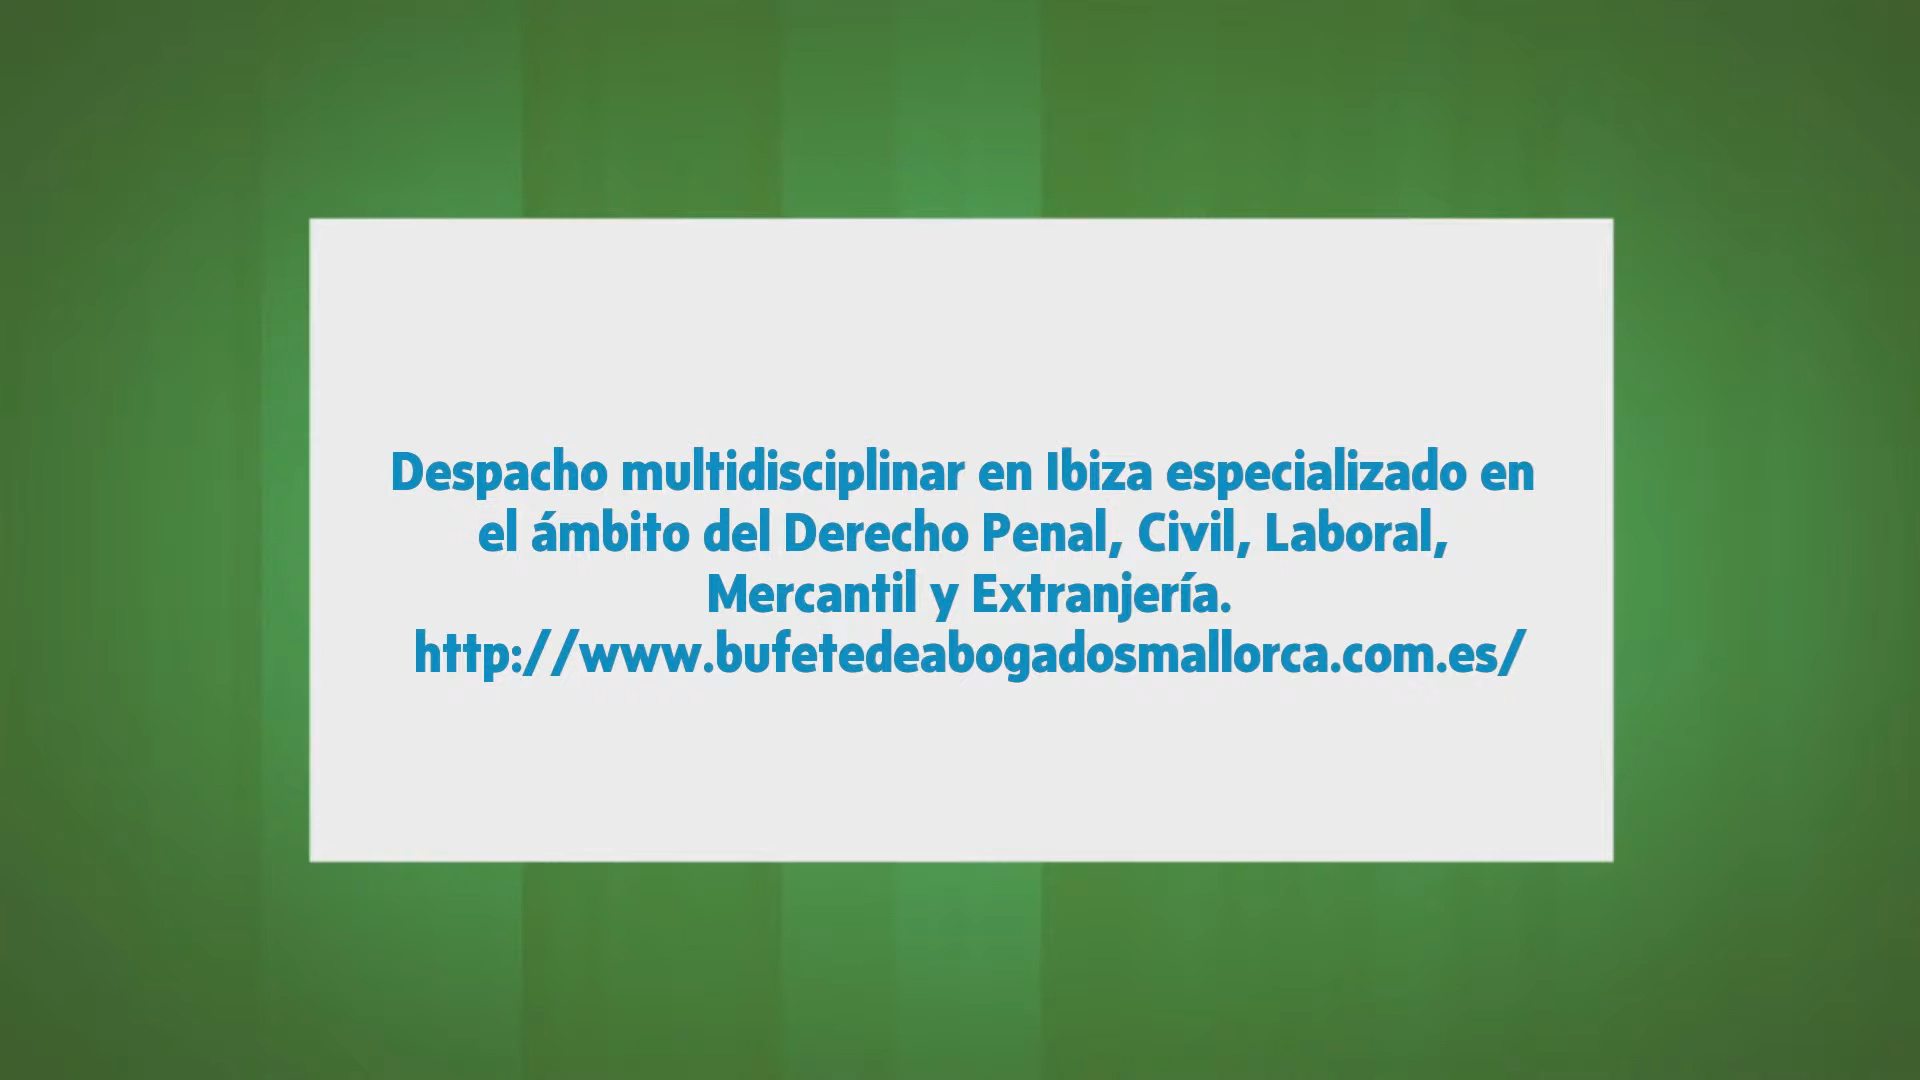 Despacho multidisciplinar en Ibiza especializado en
el ámbito del Derecho Penal, Civil, Laboral,
Mercantil y Extranjería.
http://www.bufetedeabogadosmallorca.com.es/